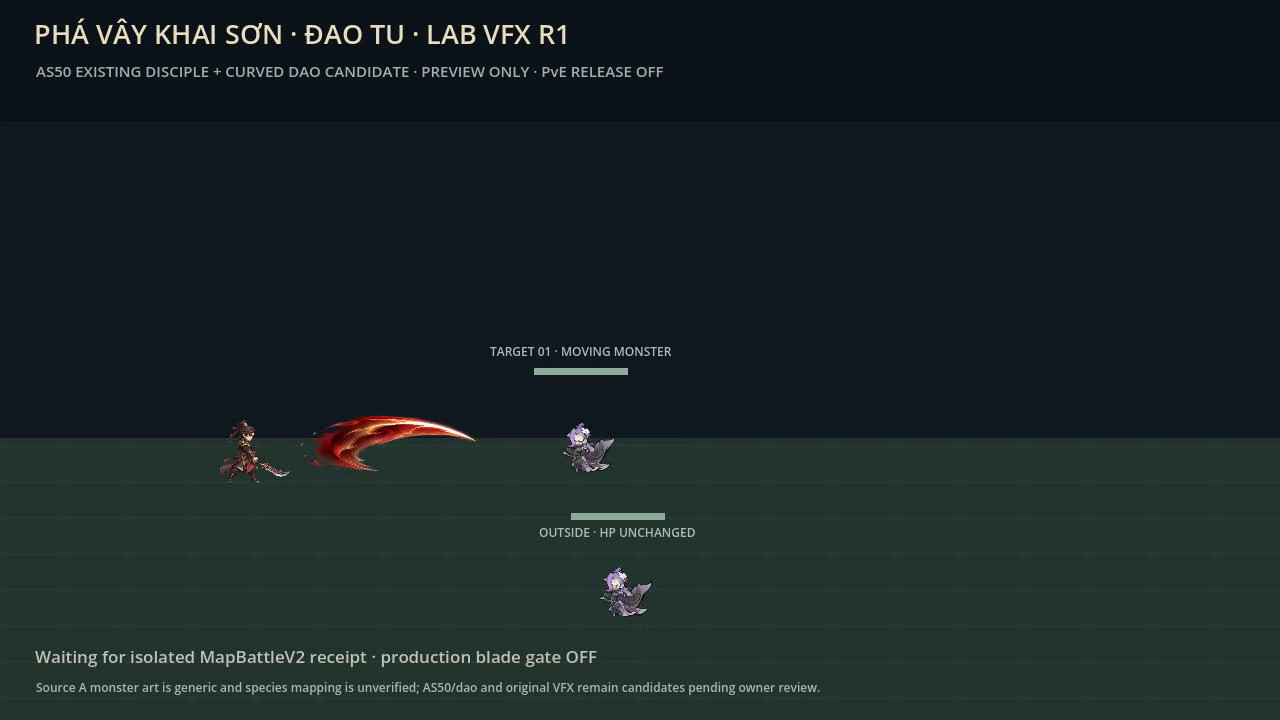 PHÁ VÂY KHAI SƠN · ĐAO TU · LAB VFX R1
AS50 EXISTING DISCIPLE + CURVED DAO CANDIDATE · PREVIEW ONLY · PvE RELEASE OFF
TARGET 01 · MOVING MONSTER
OUTSIDE · HP UNCHANGED
Waiting for isolated MapBattleV2 receipt · production blade gate OFF
Source A monster art is generic and species mapping is unverified; AS50/dao and original VFX remain candidates pending owner review.